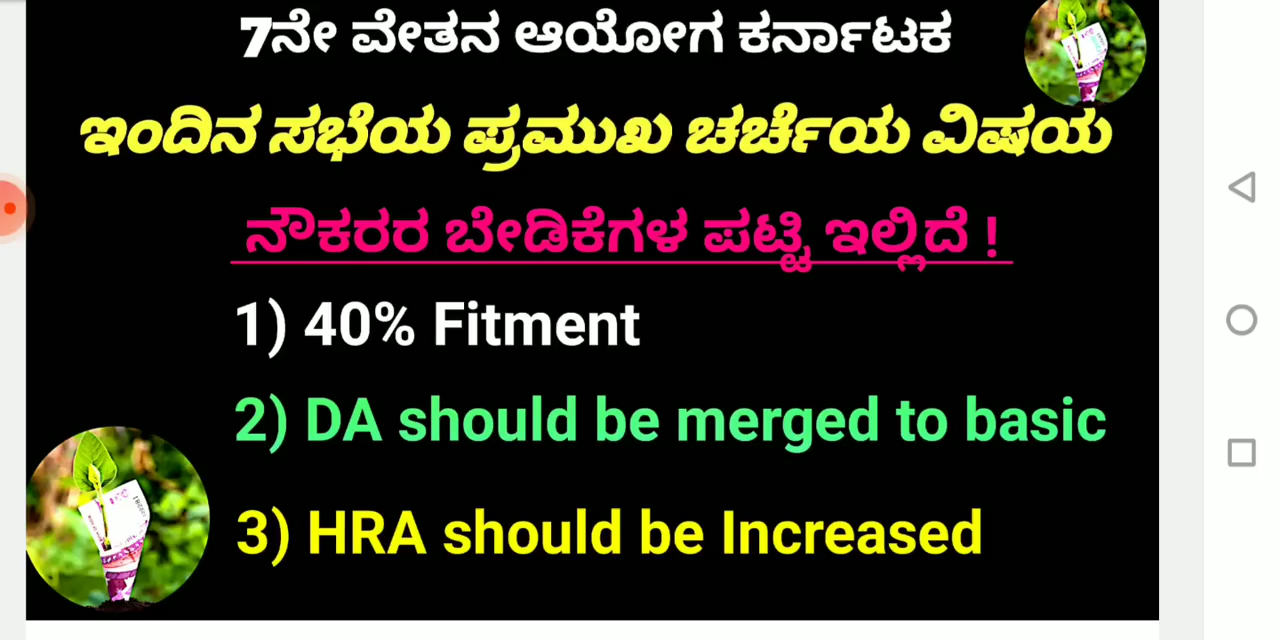 7ನೇ ವೇತನ ಆಯೋಗ ಕರ್ನಾಟಕ
ಇಂದಿನ ಸಭೆಯ ಪ್ರಮುಖ ಚರ್ಚೆಯ ವಿಷಯ
ನೌಕರರ ಬೇಡಿಕೆಗಳ ಪಟ್ಟಿ ಇಲ್ಲಿದೆ !
1) 40% Fitment
2) DA should be merged to basic
3) HRA should be Increased